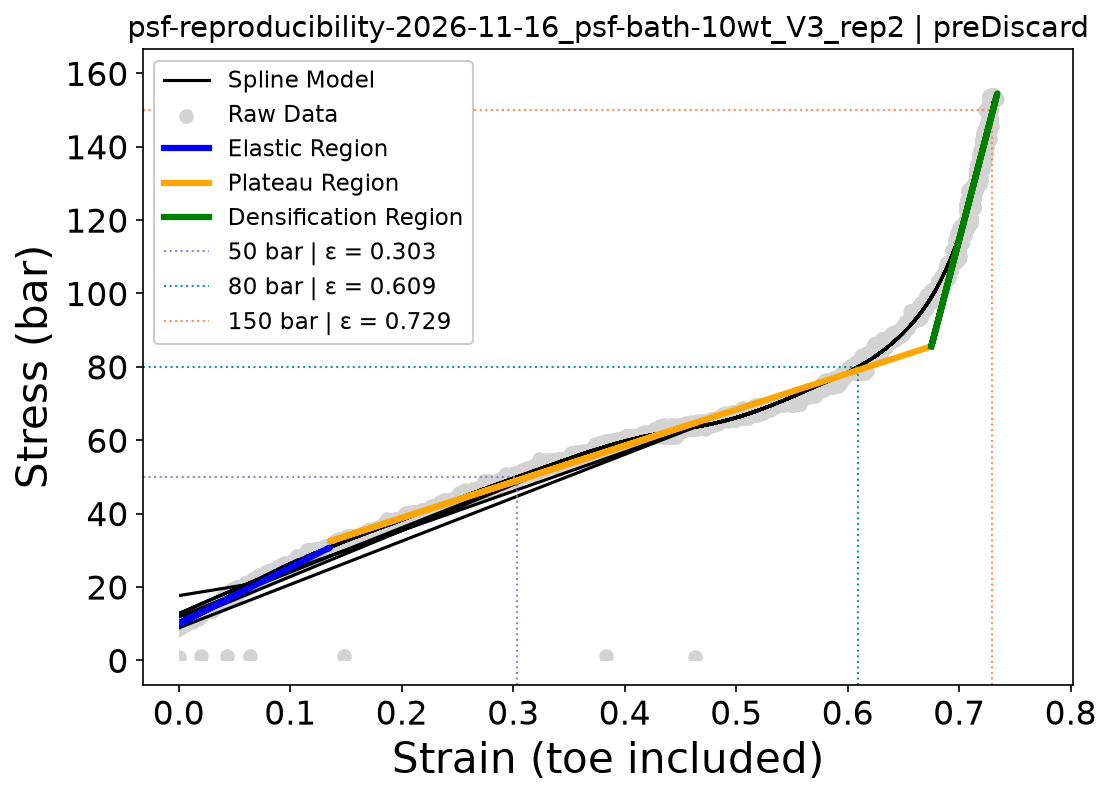 psf-reproducibility-2026-11-16_psf-bath-10wt_V3_rep2 | preDiscard
Spline Model
Raw Data
Elastic Region
Plateau Region
Densification Region
50 bar | ε = 0.303
80 bar | ε = 0.609
150 bar | ε = 0.729
Stress (bar)
160
140
120
100
80
60
40
20
0
0.0 0.1 0.2 0.3 0.4 0.5 0.6 0.7 0.8
Strain (toe included)